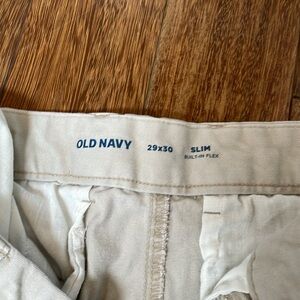 OLD NAVY 29x30 SLIM
BUILT-IN FLEX